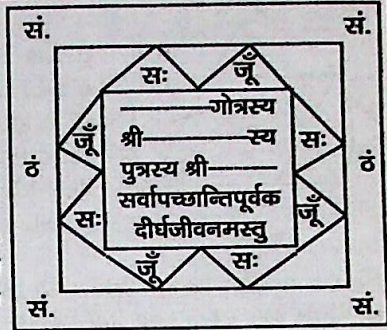 सं. सं.
सः जूँ
————गोत्रस्य
श्री————स्य
जूँ सः
पुत्रस्य श्री————
ठं ठं
सर्वापच्छान्तिपूर्वक
सः जूँ
दीर्घजीवनमस्तु
जूँ सः
सं. सं.